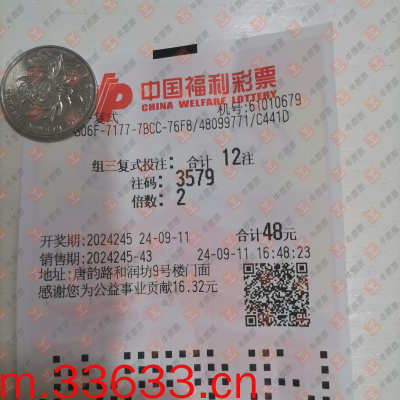 中国福利彩票
CHINA WELFARE LOTTERY
复式
机号:61010679
S06F-7177-7BCC-76F8/48099771/C441D
组三复式投注: 合计 12注
注码: 3579
倍数: 2
开奖期:2024245 24-09-11 合计48元
销售期:2024245-43 24-09-11 16:48:23
地址:唐韵路和润坊9号楼门面
感谢您为公益事业贡献16.32元
m.33633.cn